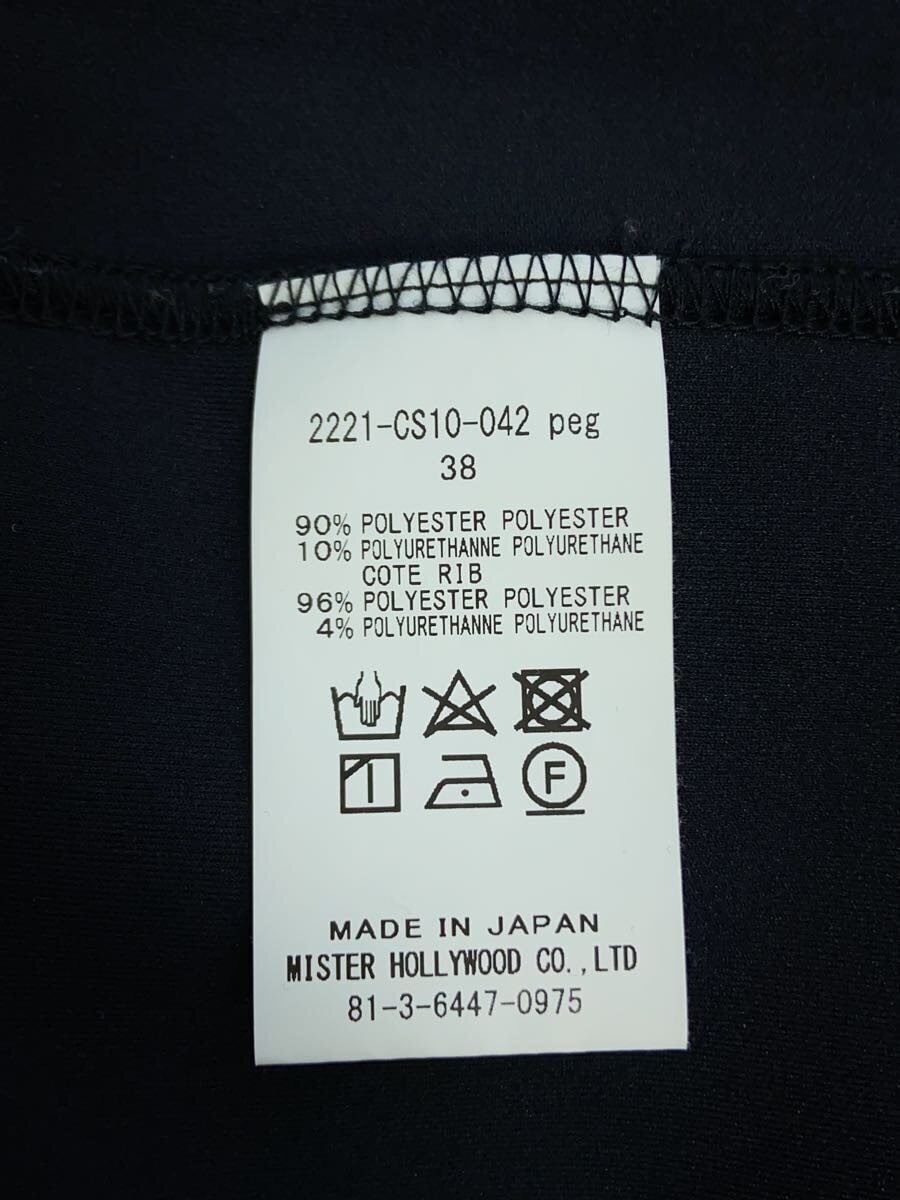 2221-CS10-042 peg
38
90% POLYESTER POLYESTER
10% POLYURETHANNE POLYURETHANE
COTE RIB
96% POLYESTER POLYESTER
4% POLYURETHANNE POLYURETHANE
F
MADE IN JAPAN
MISTER HOLLYWOOD CO.,LTD
81-3-6447-0975